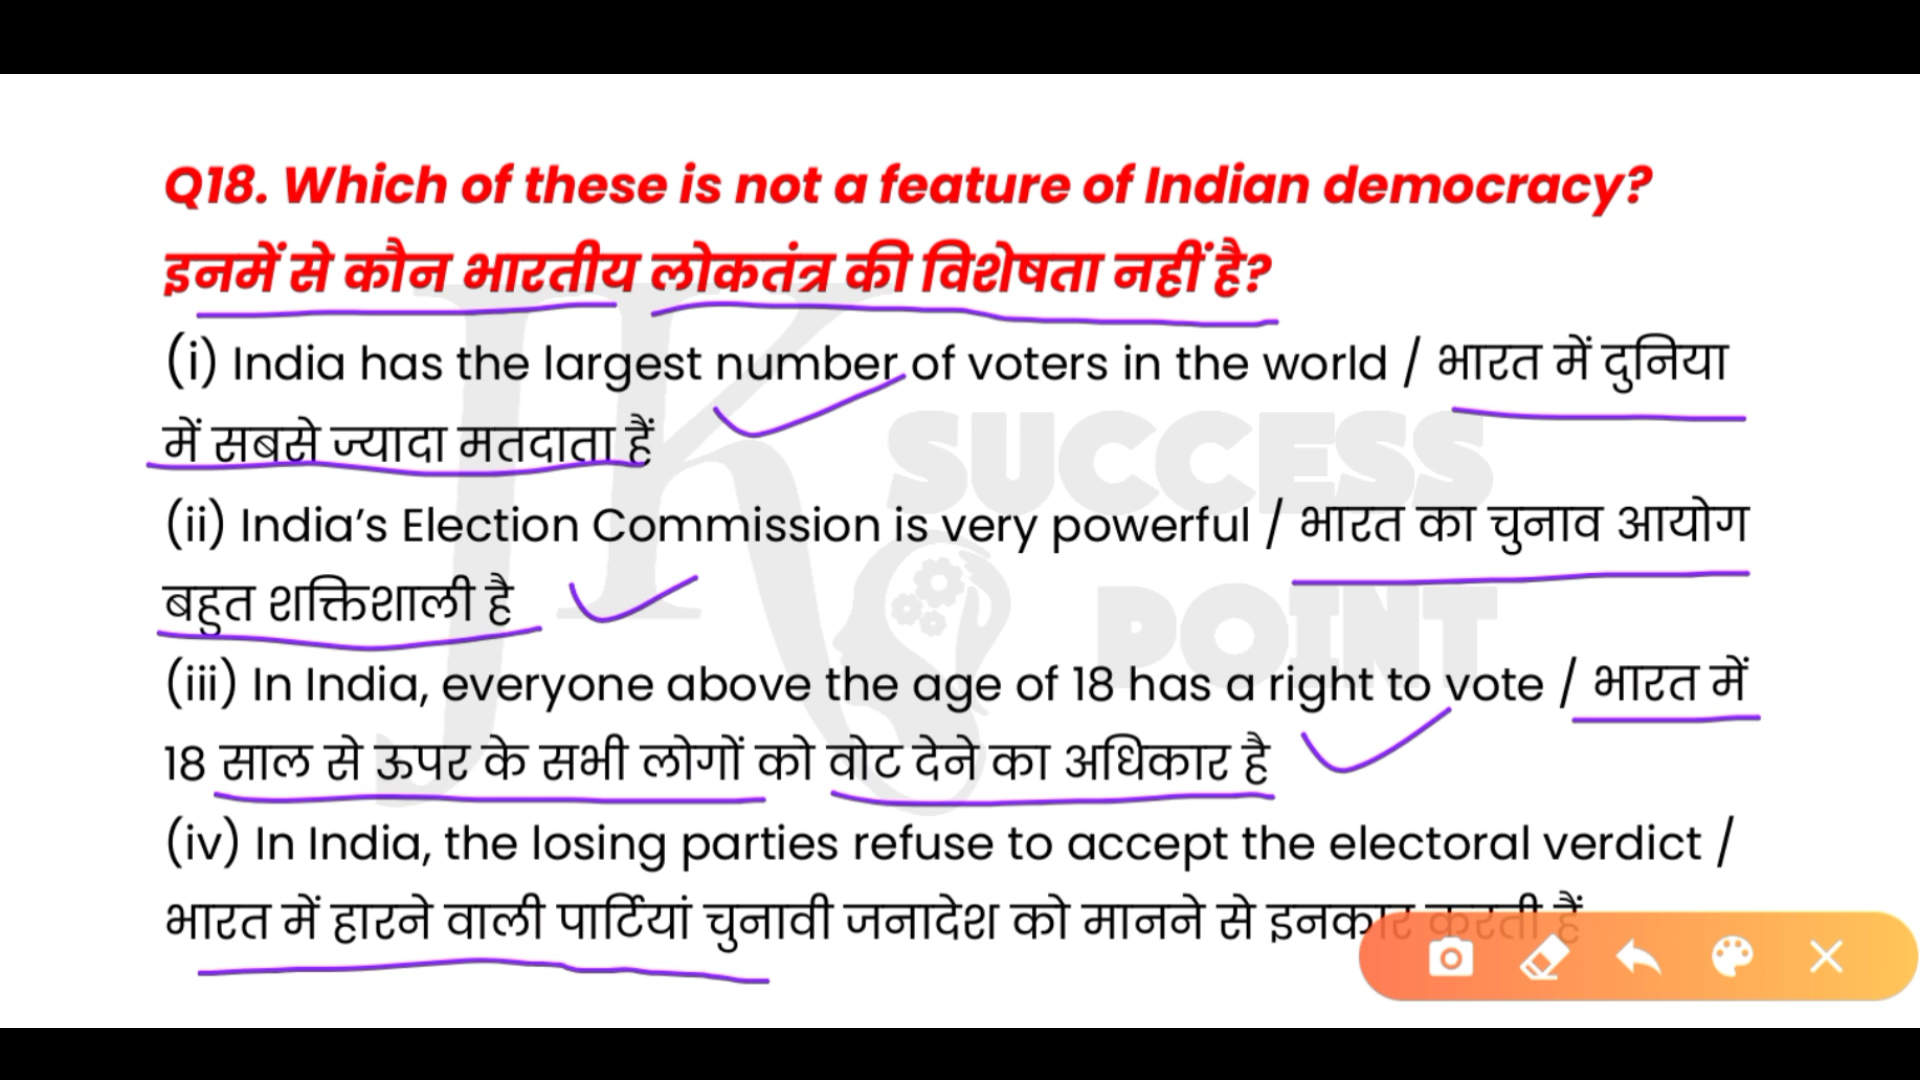 Q18. Which of these is not a feature of Indian democracy?
इनमें से कौन भारतीय लोकतंत्र की विशेषता नहीं है?
(i) India has the largest number of voters in the world / भारत में दुनिया
में सबसे ज्यादा मतदाता हैं
(ii) India’s Election Commission is very powerful / भारत का चुनाव आयोग
बहुत शक्तिशाली है
(iii) In India, everyone above the age of 18 has a right to vote / भारत में
18 साल से ऊपर के सभी लोगों को वोट देने का अधिकार है
(iv) In India, the losing parties refuse to accept the electoral verdict /
भारत में हारने वाली पार्टियां चुनावी जनादेश को मानने से इनकार करती हैं
JK
SUCCESS
POINT